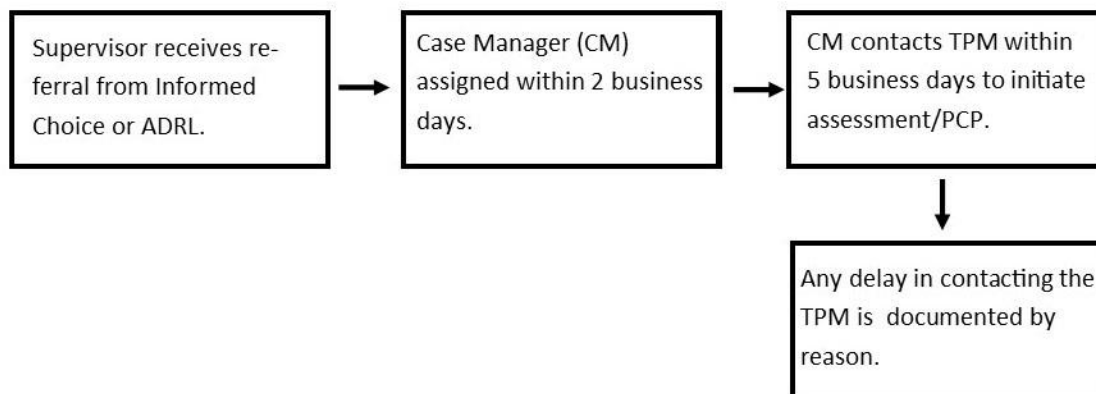 Supervisor receives re-
ferral from Informed
Choice or ADRL.
Case Manager (CM)
assigned within 2 business
days.
CM contacts TPM within
5 business days to initiate
assessment/PCP.
Any delay in contacting the
TPM is documented by
reason.